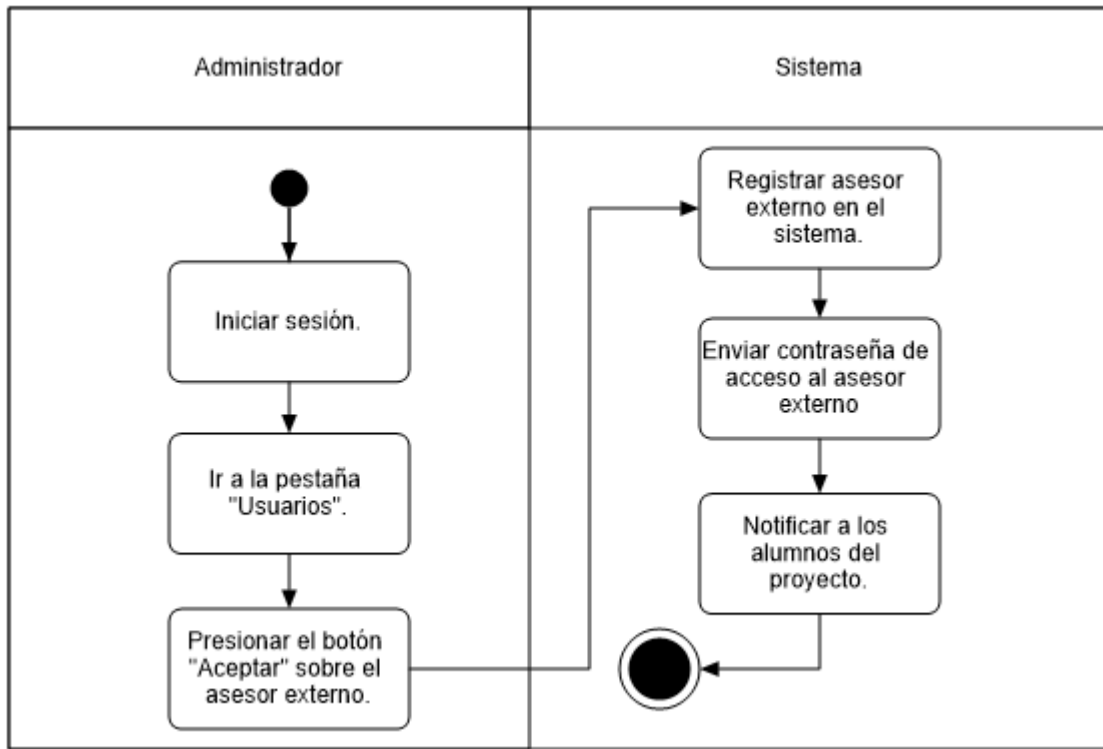 Administrador
Sistema
Iniciar sesión.
Ir a la pestaña
"Usuarios".
Presionar el botón
"Aceptar" sobre el
asesor externo.
Registrar asesor
externo en el
sistema.
Enviar contraseña de
acceso al asesor
externo
Notificar a los
alumnos del
proyecto.